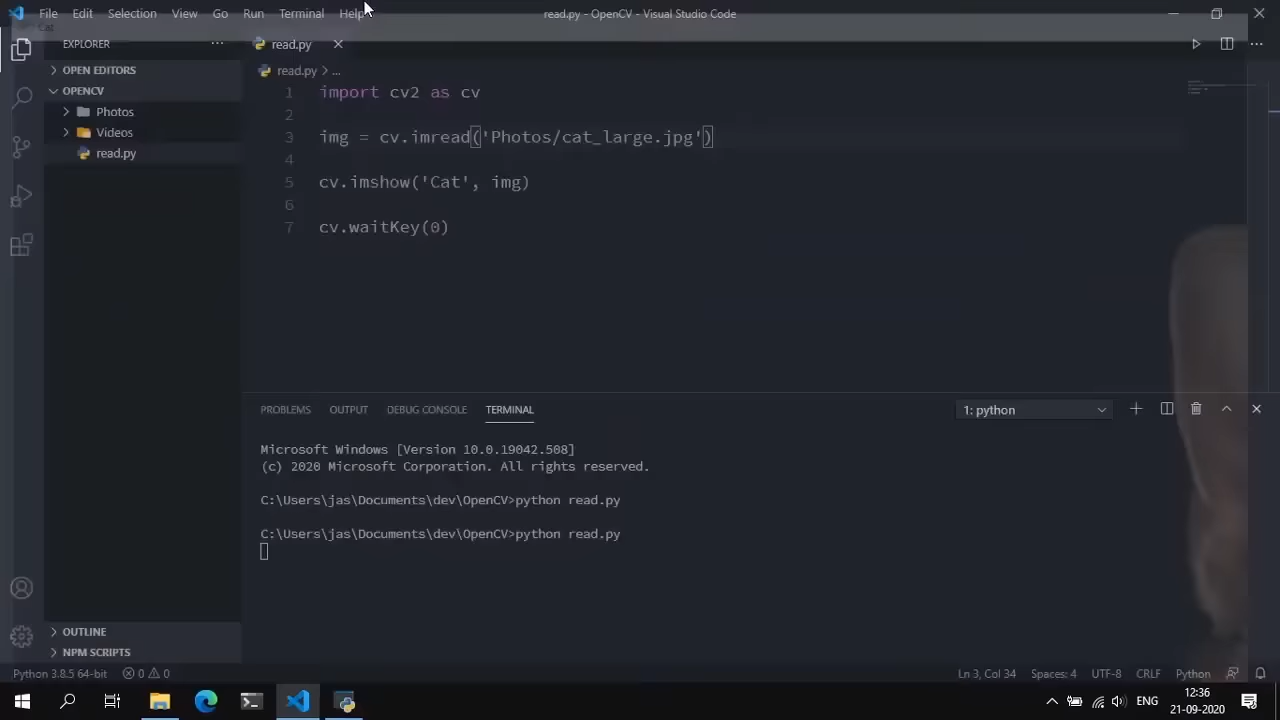 File Edit Selection View Go Run Terminal Help
read.py - OpenCV - Visual Studio Code
Cat
EXPLORER
read.py
OPEN EDITORS
OPENCV
Photos
Videos
read.py
read.py > ...
1 import cv2 as cv
2
3 img = cv.imread('Photos/cat_large.jpg')
4
5 cv.imshow('Cat', img)
6
7 cv.waitKey(0)
PROBLEMS OUTPUT DEBUG CONSOLE TERMINAL
1: python
Microsoft Windows [Version 10.0.19042.508]
(c) 2020 Microsoft Corporation. All rights reserved.
C:\Users\jas\Documents\dev\OpenCV>python read.py
C:\Users\jas\Documents\dev\OpenCV>python read.py
OUTLINE
NPM SCRIPTS
Python 3.8.5 64-bit 0 0
Ln 3, Col 34 Spaces: 4 UTF-8 CRLF Python
ENG
12:36
21-09-2020